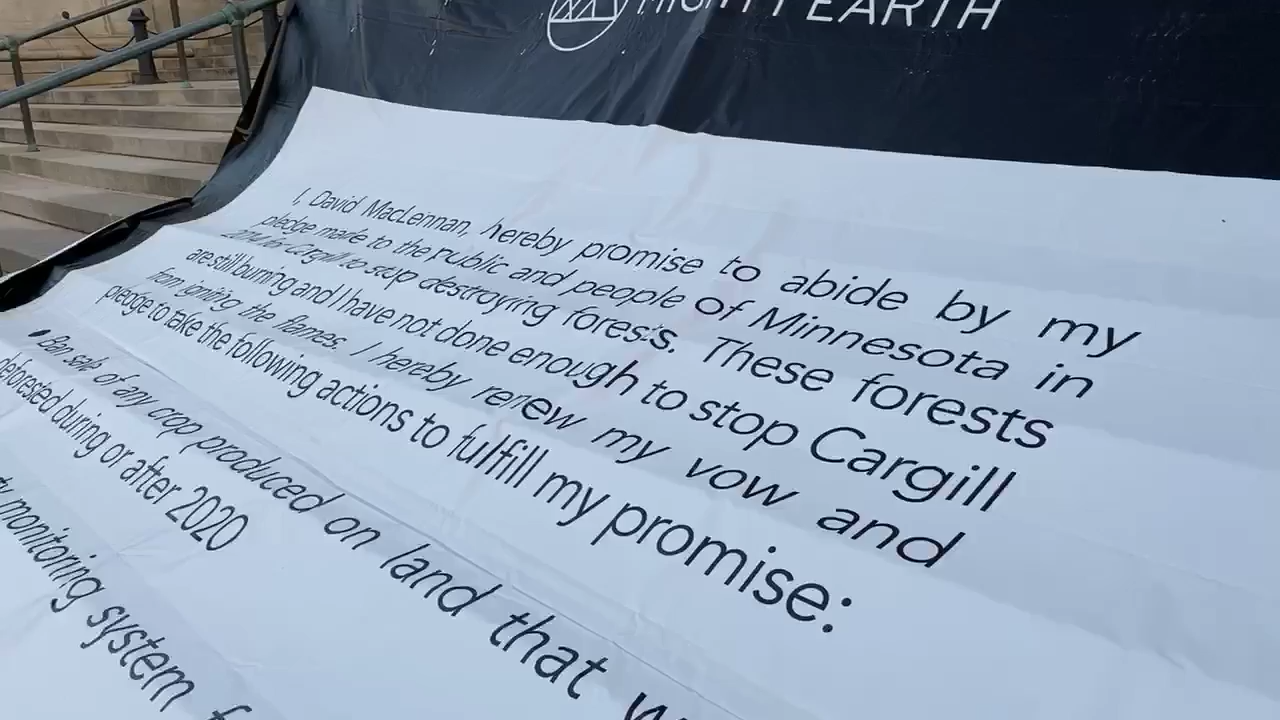 MIGHTY EARTH
I, David MacLennan, hereby promise to abide by my
pledge made to the public and people of Minnesota in
2014 for Cargill to stop destroying forests. These forests
are still burning and I have not done enough to stop Cargill
from igniting the flames. I hereby renew my vow and
pledge to take the following actions to fulfill my promise:
• Ban sale of any crop produced on land that
deforested during or after 2020
monitoring system